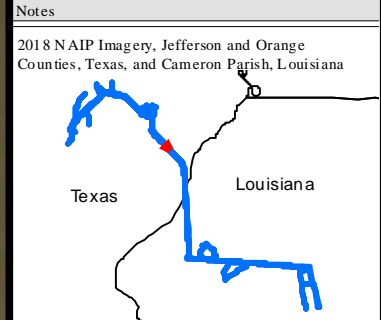 Notes
2018 NAIP Imagery, Jefferson and Orange
Counties, Texas, and Cameron Parish, Louisiana
Louisiana
Texas